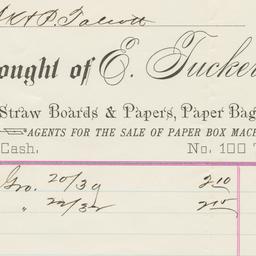 & P. Talcott
ought of E. Tucker
Straw Boards & Papers, Paper Bag
AGENTS FOR THE SALE OF PAPER BOX MACH
Cash. No. 100
Gro. 20/39 2 10
" 22/32 2 15